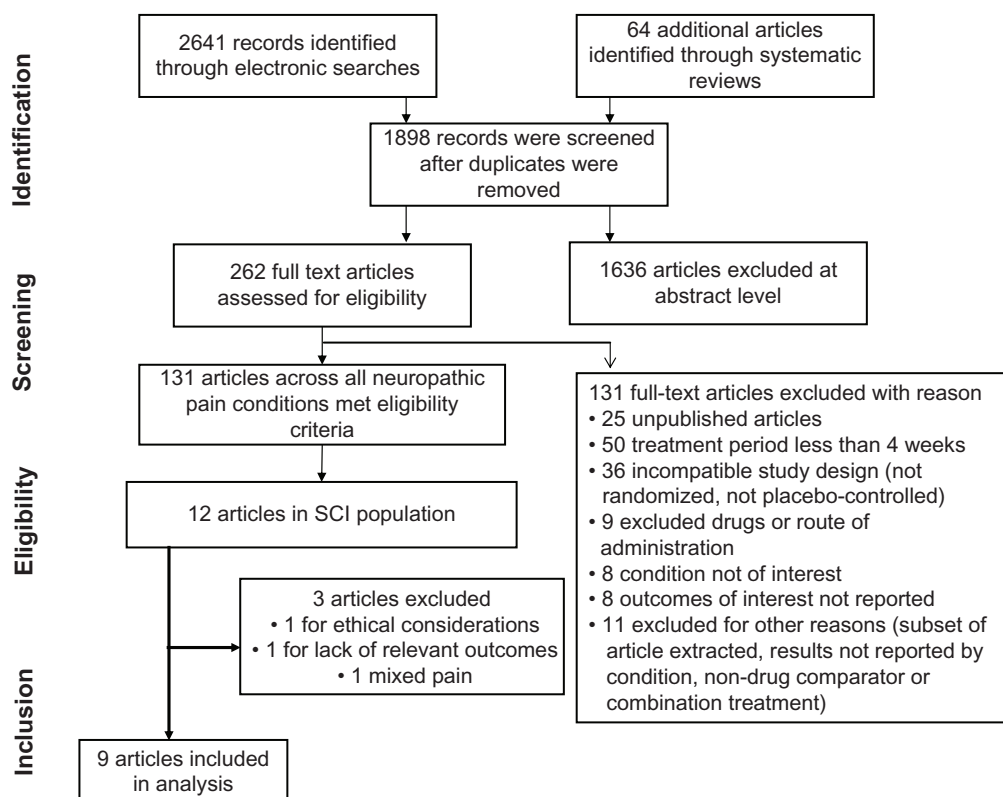 2641 records identified
through electronic searches
64 additional articles
identified through systematic
reviews
Identification
1898 records were screened
after duplicates were
removed
262 full text articles
assessed for eligibility
1636 articles excluded at
abstract level
Screening
131 articles across all neuropathic
pain conditions met eligibility
criteria
131 full-text articles excluded with reason
• 25 unpublished articles
• 50 treatment period less than 4 weeks
• 36 incompatible study design (not
randomized, not placebo-controlled)
• 9 excluded drugs or route of
administration
• 8 condition not of interest
• 8 outcomes of interest not reported
• 11 excluded for other reasons (subset of
article extracted, results not reported by
condition, non-drug comparator or
combination treatment)
Eligibility
12 articles in SCI population
3 articles excluded
• 1 for ethical considerations
• 1 for lack of relevant outcomes
• 1 mixed pain
Inclusion
9 articles included
in analysis